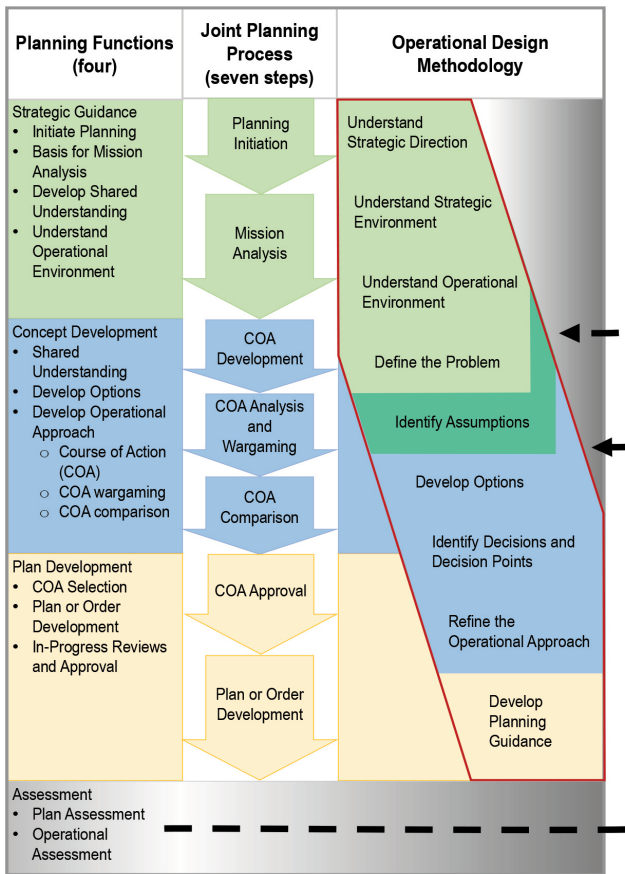 Planning Functions
(four)
Joint Planning
Process
(seven steps)
Operational Design
Methodology
Strategic Guidance
• Initiate Planning
• Basis for Mission
Analysis
• Develop Shared
Understanding
• Understand
Operational
Environment
Concept Development
• Shared
Understanding
• Develop Options
• Develop Operational
Approach
o Course of Action
(COA)
o COA wargaming
o COA comparison
Plan Development
• COA Selection
• Plan or Order
Development
• In-Progress Reviews
and Approval
Assessment
• Plan Assessment
• Operational
Assessment
Planning
Initiation
Mission
Analysis
COA
Development
COA Analysis
and
Wargaming
COA
Comparison
COA Approval
Plan or Order
Development
Understand
Strategic Direction
Understand Strategic
Environment
Understand Operational
Environment
Define the Problem
Identify Assumptions
Develop Options
Identify Decisions and
Decision Points
Refine the
Operational Approach
Develop
Planning
Guidance